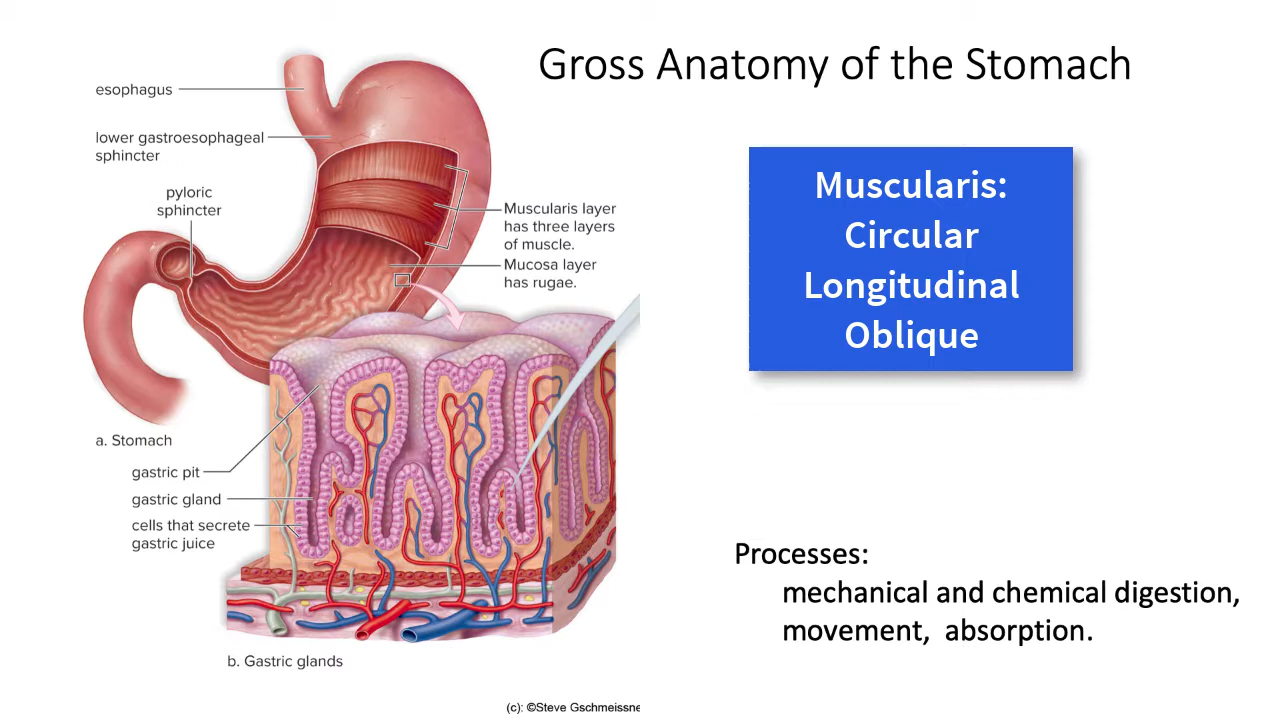 Gross Anatomy of the Stomach
esophagus
lower gastroesophageal
sphincter
pyloric
sphincter
Muscularis layer
has three layers
of muscle.
Mucosa layer
has rugae.
a. Stomach
gastric pit
gastric gland
cells that secrete
gastric juice
b. Gastric glands
(c): ©Steve Gschmeissne
Muscularis:
Circular
Longitudinal
Oblique
Processes:
mechanical and chemical digestion,
movement, absorption.